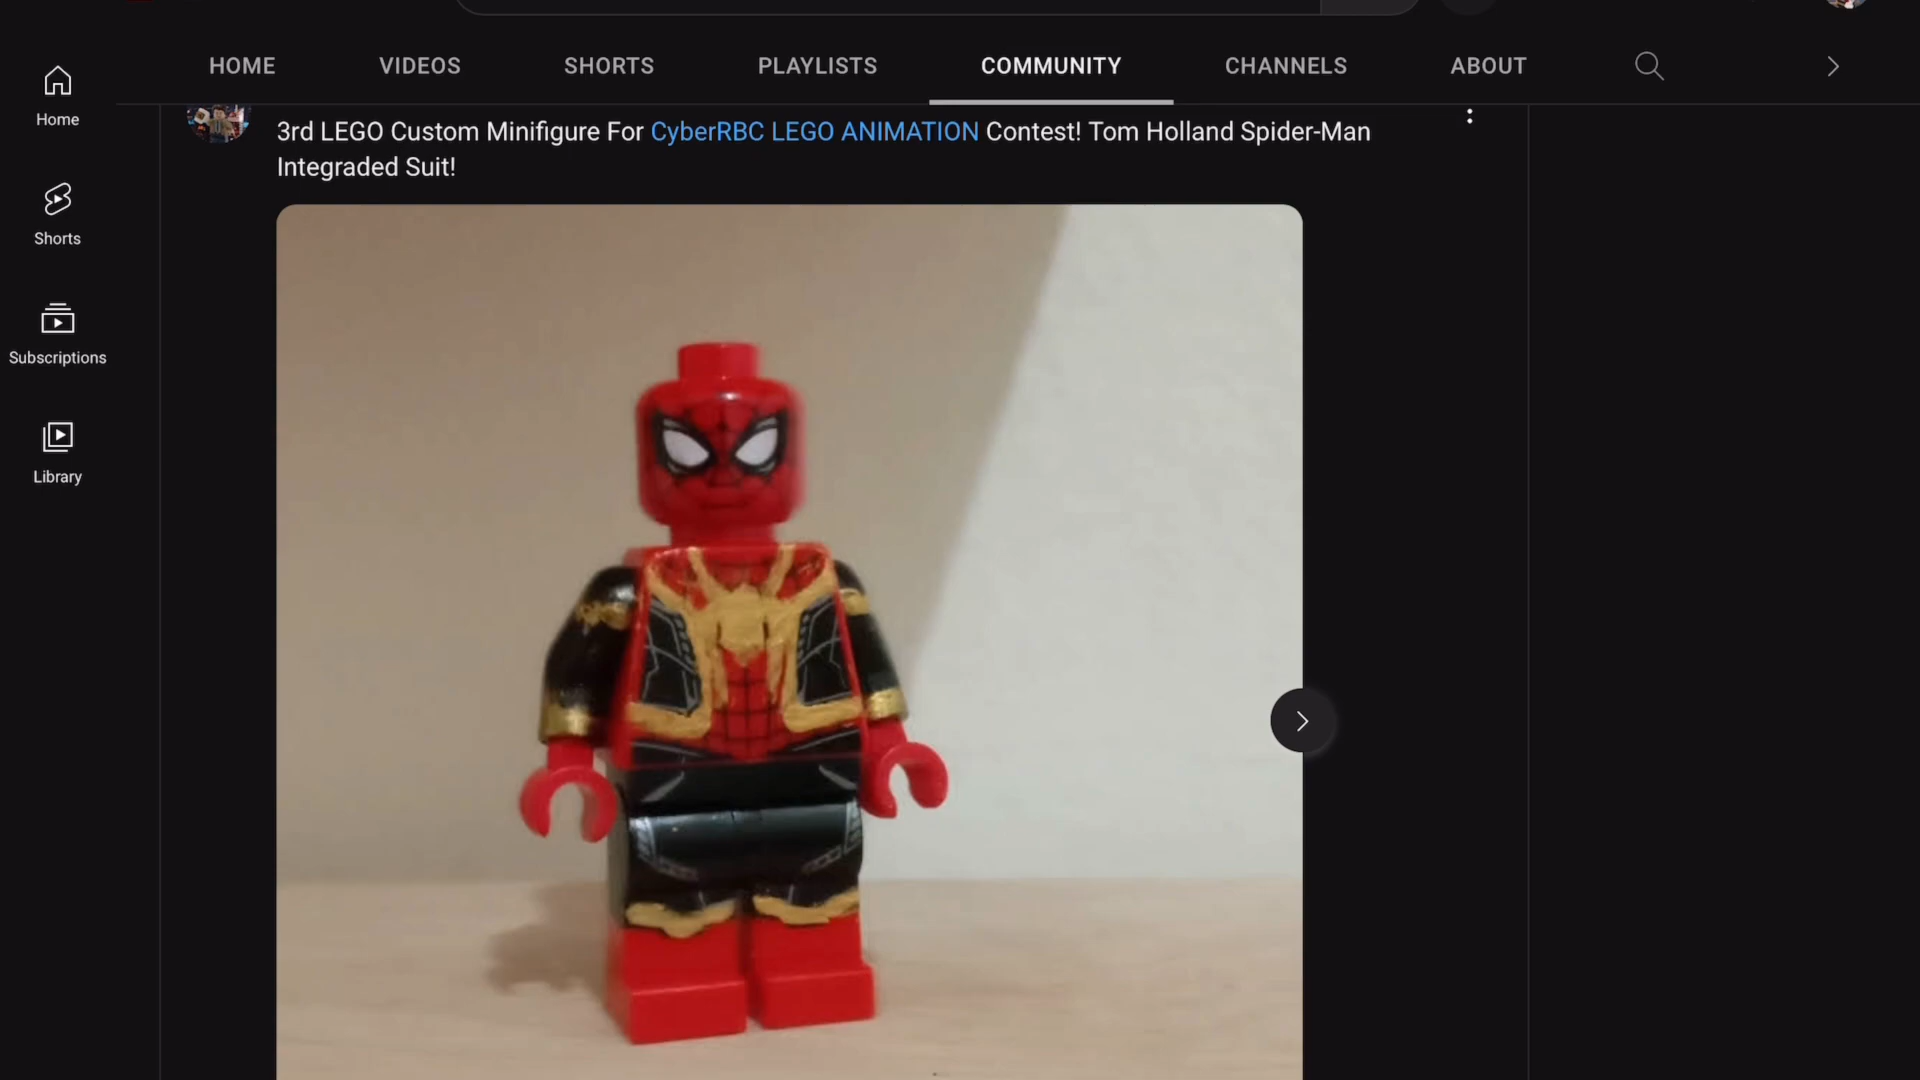 HOME VIDEOS SHORTS PLAYLISTS COMMUNITY CHANNELS ABOUT
Home
Shorts
Subscriptions
Library
3rd LEGO Custom Minifigure For CyberRBC LEGO ANIMATION Contest! Tom Holland Spider-Man
Integraded Suit!